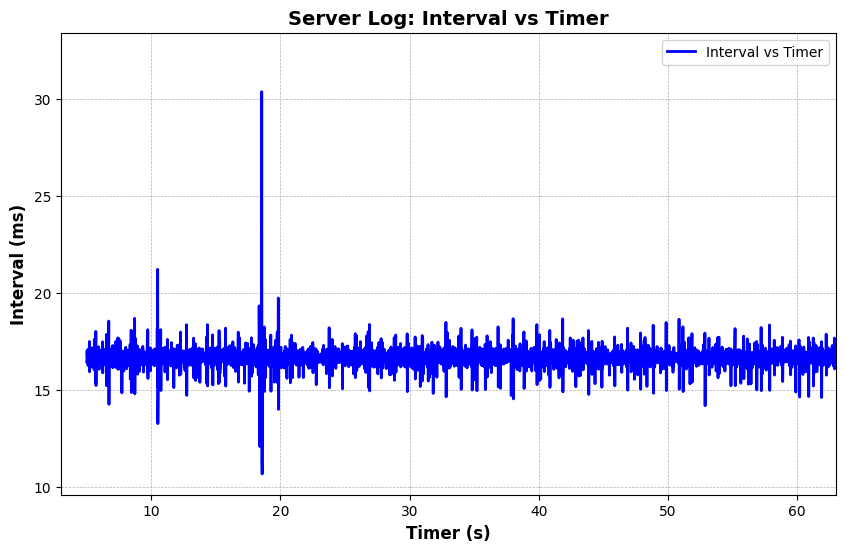 Server Log: Interval vs Timer
Interval vs Timer
30
25
20
15
10
Interval (ms)
10 20 30 40 50 60
Timer (s)